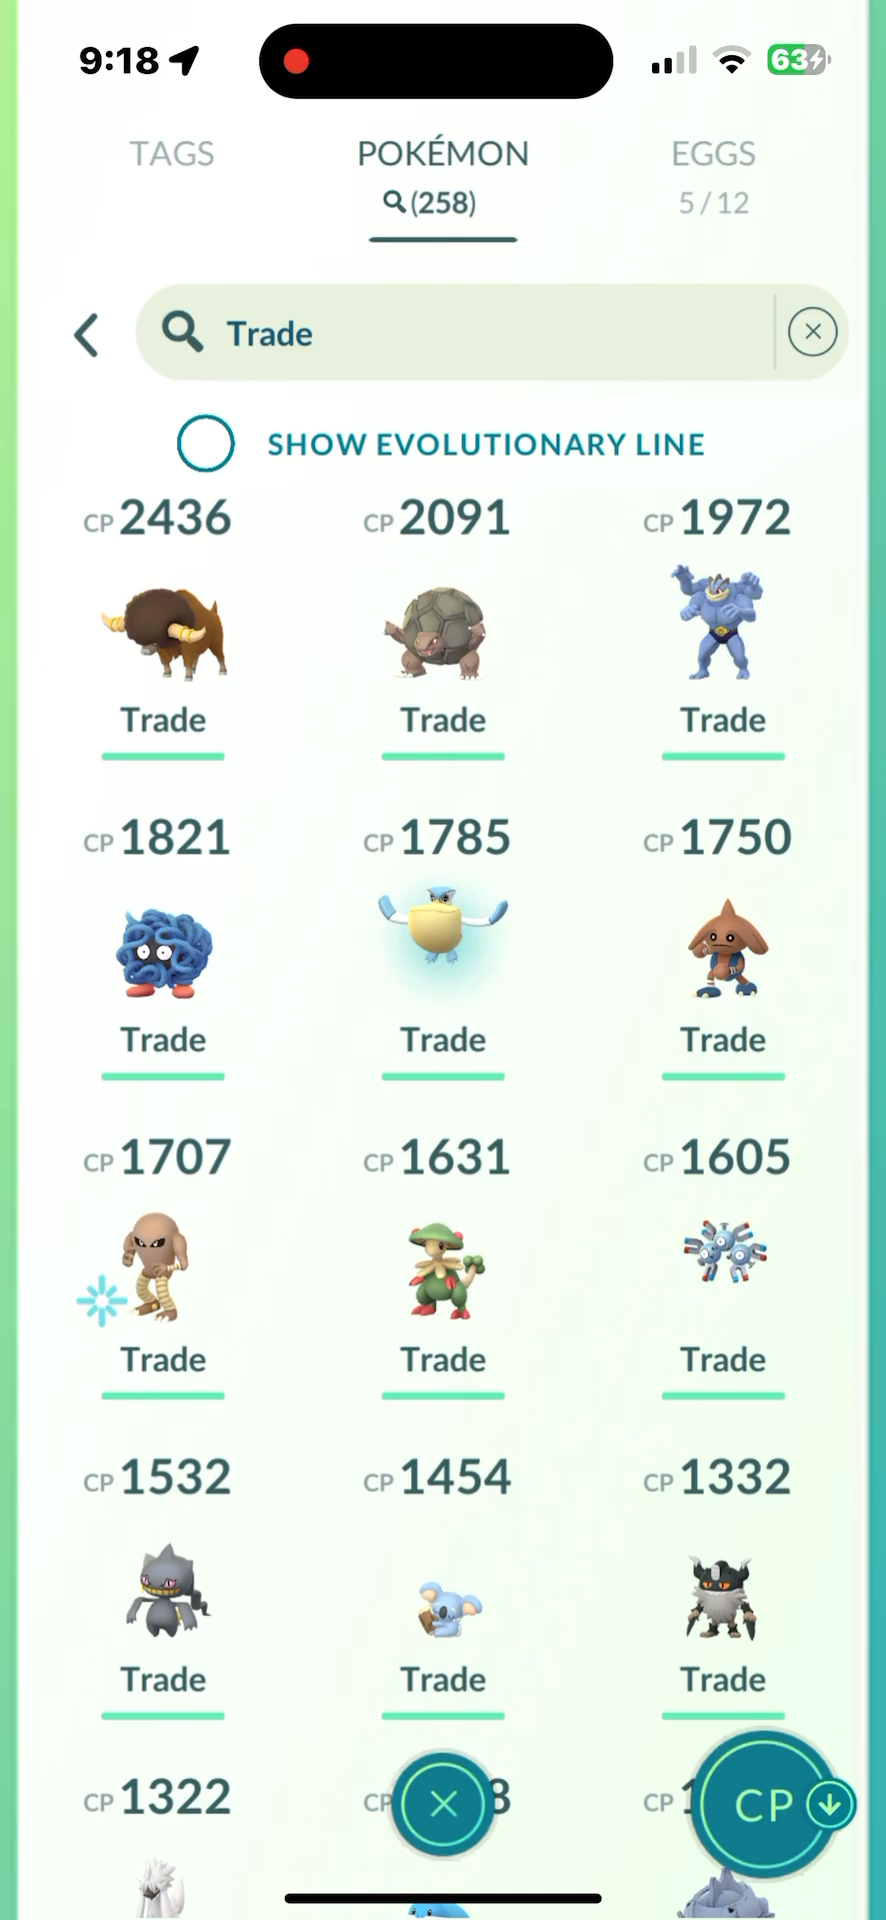 9:18
63
TAGS POKÉMON EGGS
(258) 5 / 12
Trade
SHOW EVOLUTIONARY LINE
CP 2436 CP 2091 CP 1972
Trade Trade Trade
CP 1821 CP 1785 CP 1750
Trade Trade Trade
CP 1707 CP 1631 CP 1605
Trade Trade Trade
CP 1532 CP 1454 CP 1332
Trade Trade Trade
CP 1322 CP 8 CP 1
CP